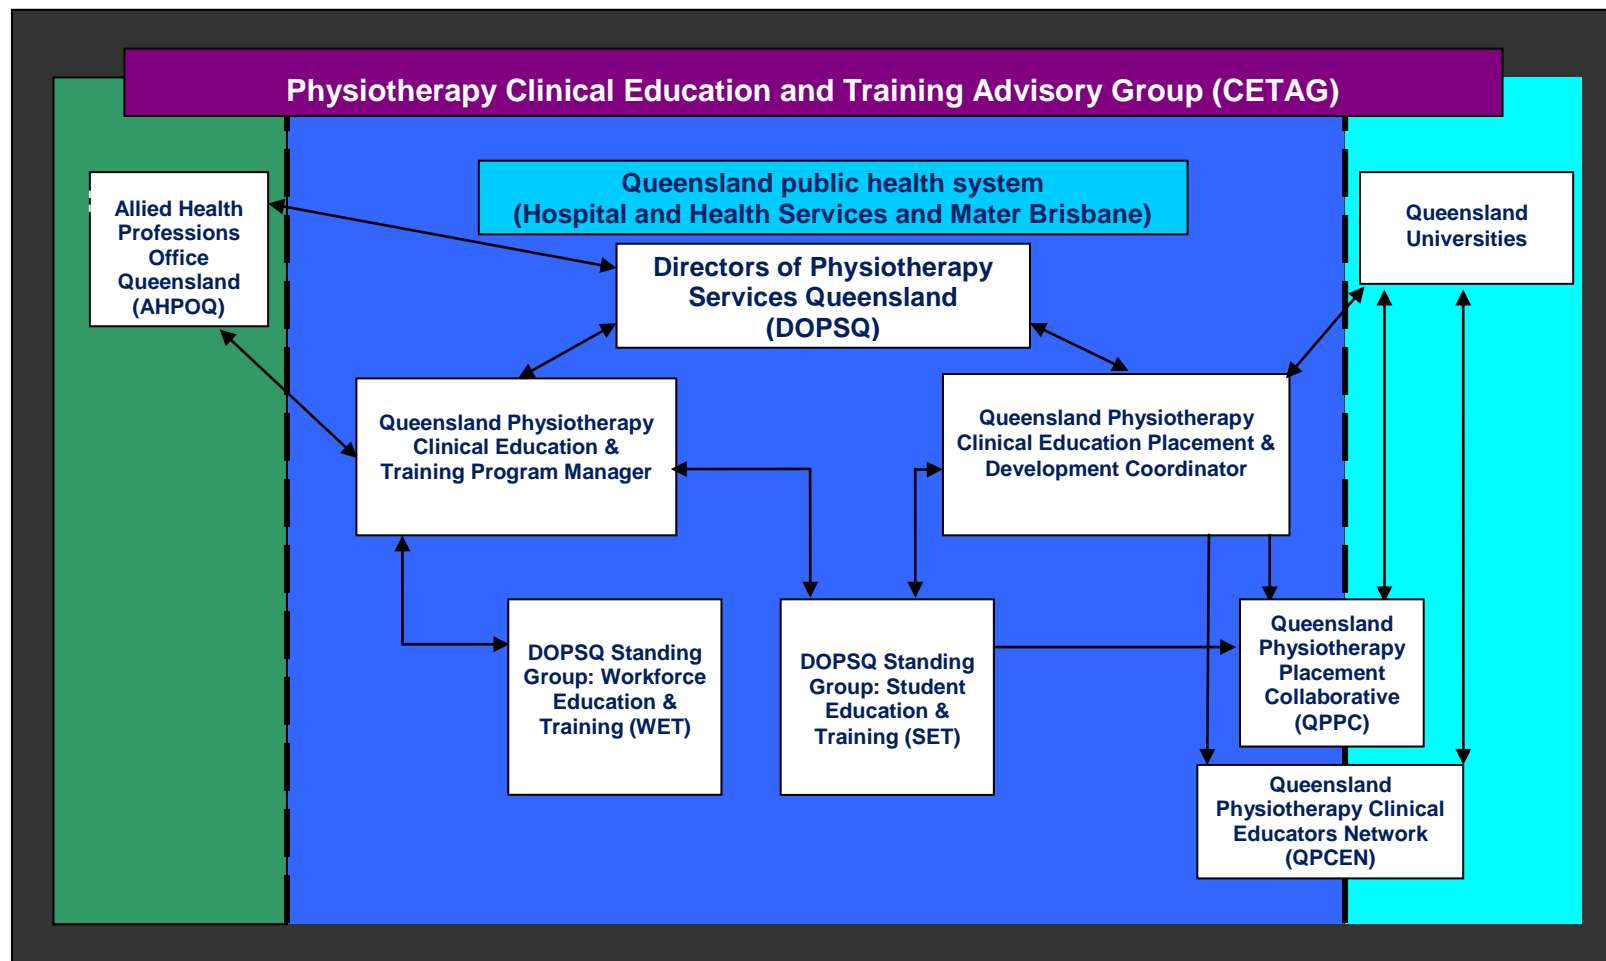 Physiotherapy Clinical Education and Training Advisory Group (CETAG)
Queensland public health system
(Hospital and Health Services and Mater Brisbane)
Allied Health
Professions
Office
Queensland
(AHPOQ)
Directors of Physiotherapy
Services Queensland
(DOPSQ)
Queensland
Universities
Queensland Physiotherapy
Clinical Education &
Training Program Manager
Queensland Physiotherapy
Clinical Education Placement &
Development Coordinator
DOPSQ Standing
Group: Workforce
Education &
Training (WET)
DOPSQ Standing
Group: Student
Education &
Training (SET)
Queensland
Physiotherapy
Placement
Collaborative
(QPPC)
Queensland
Physiotherapy Clinical
Educators Network
(QPCEN)